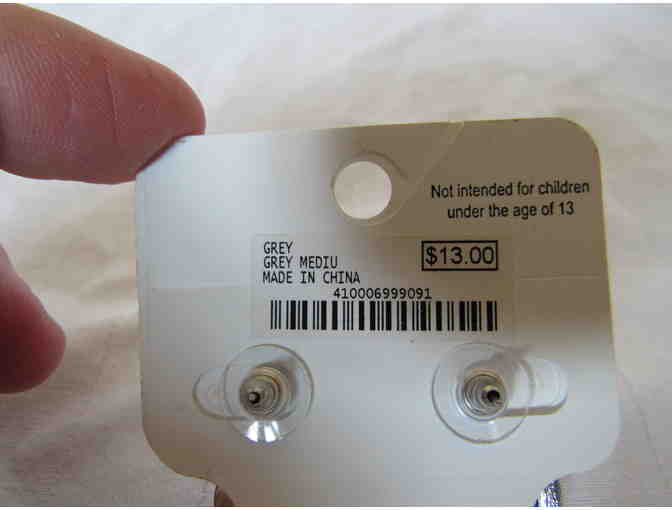 Not intended for children
under the age of 13
GREY
GREY MEDIU
$13.00
MADE IN CHINA
410006999091